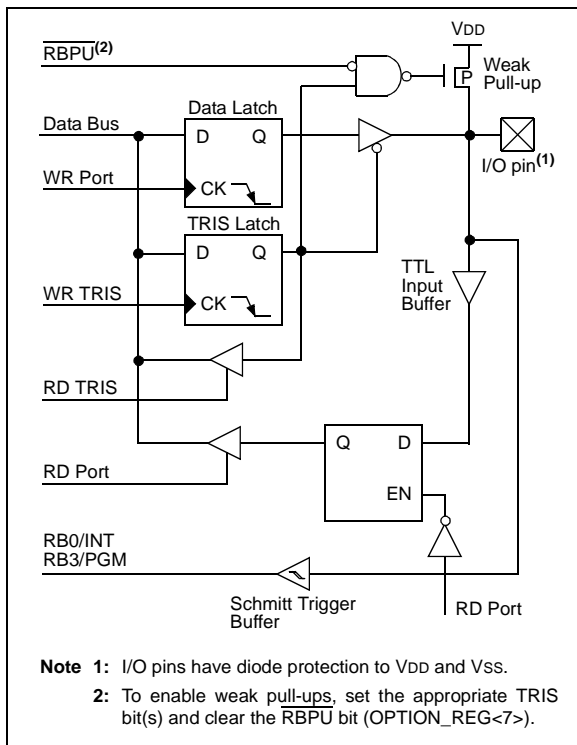 VDD
RBPU(2)
Weak
Pull-up
P
Data Latch
Data Bus
D Q
I/O pin(1)
WR Port
CK
TRIS Latch
D Q
TTL
Input
Buffer
WR TRIS
CK
RD TRIS
Q D
RD Port
EN
RB0/INT
RB3/PGM
Schmitt Trigger
Buffer
RD Port
Note 1: I/O pins have diode protection to VDD and VSS.
2: To enable weak pull-ups, set the appropriate TRIS
bit(s) and clear the RBPU bit (OPTION_REG<7>).